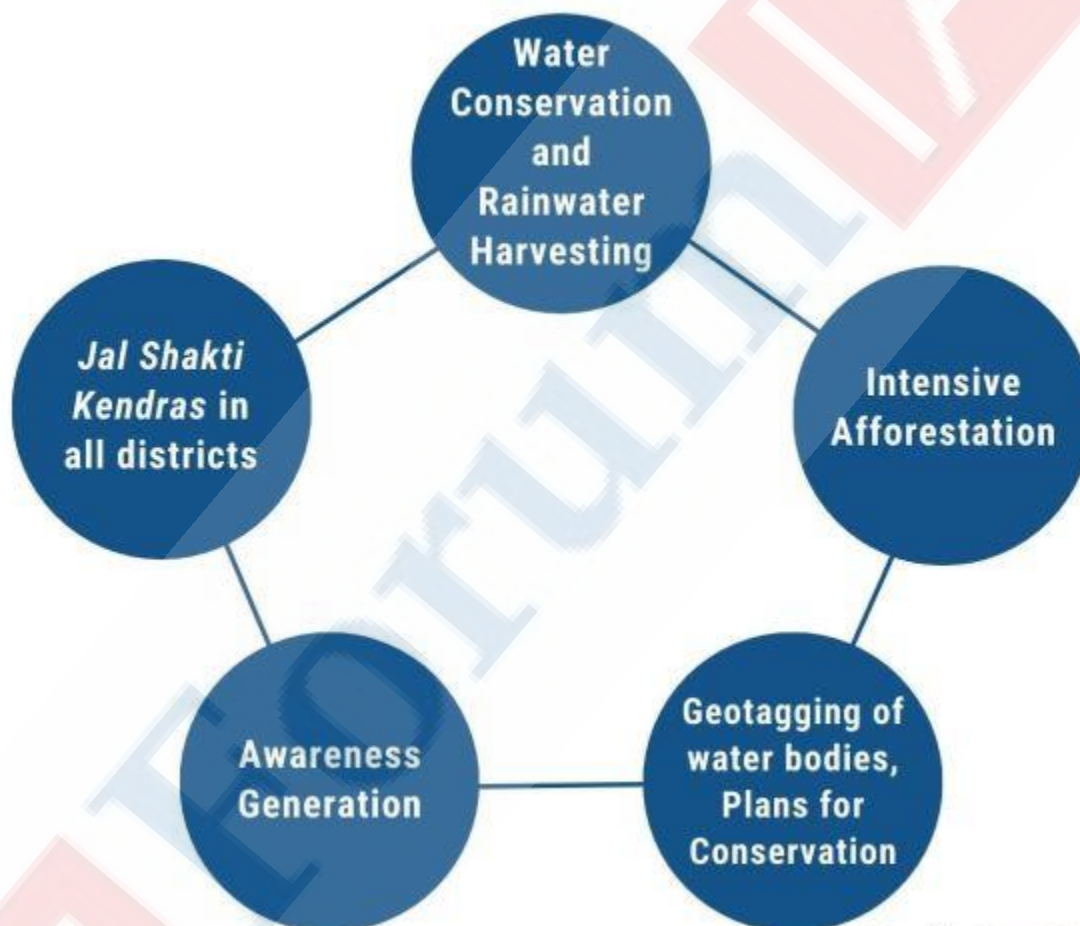 Water
Conservation
and
Rainwater
Harvesting
Intensive
Afforestation
Geotagging of
water bodies,
Plans for
Conservation
Awareness
Generation
Jal Shakti
Kendras in
all districts
Forum